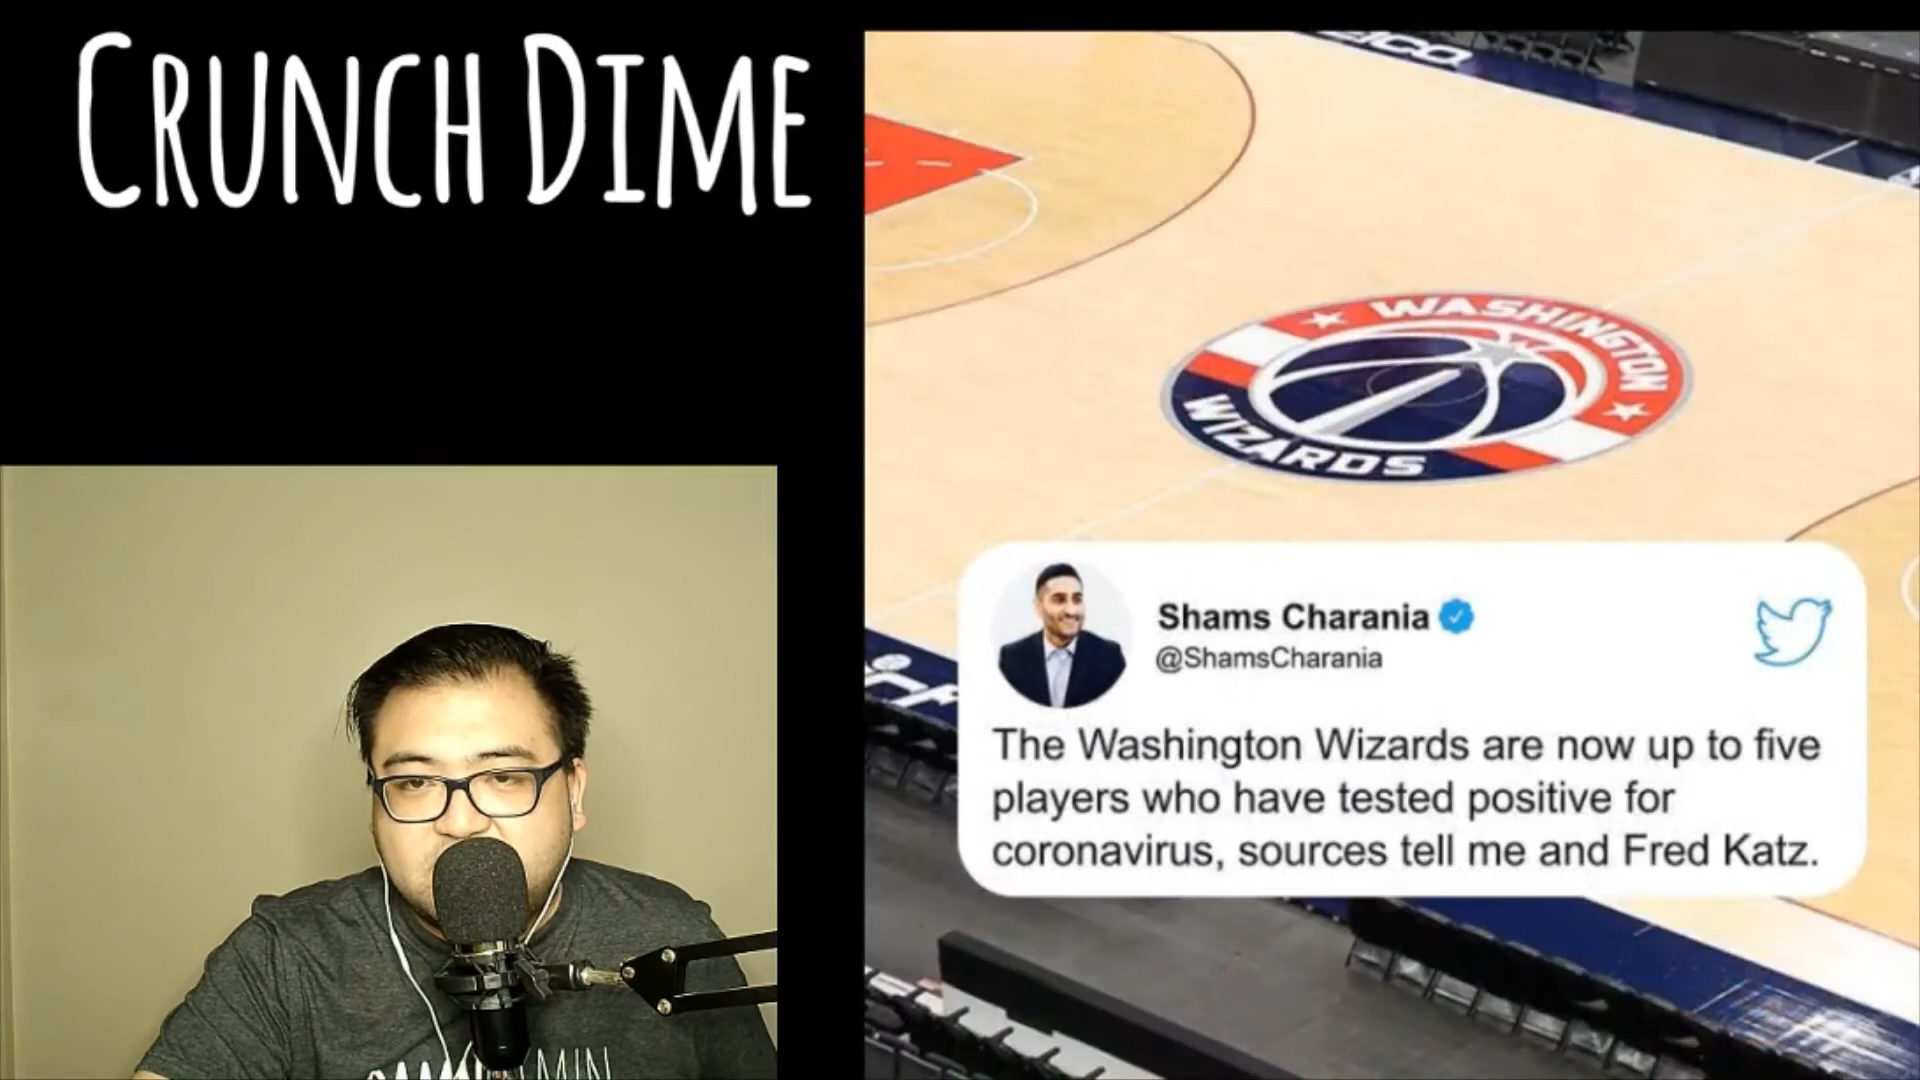 CRUNCH DIME
WASHINGTON
WIZARDS
Shams Charania
@ShamsCharania
The Washington Wizards are now up to five
players who have tested positive for
coronavirus, sources tell me and Fred Katz.